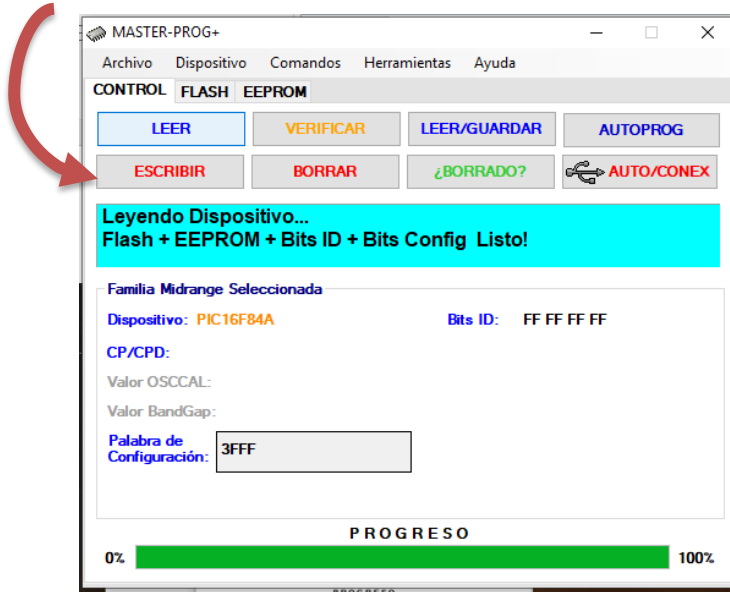 MASTER-PROG+
Archivo Dispositivo Comandos Herramientas Ayuda
CONTROL FLASH EEPROM
LEER VERIFICAR LEER/GUARDAR AUTOPROG
ESCRIBIR BORRAR ¿BORRADO? AUTO/CONEX
Leyendo Dispositivo...
Flash + EEPROM + Bits ID + Bits Config Listo!
Familia Midrange Seleccionada
Dispositivo: PIC16F84A Bits ID: FF FF FF FF
CP/CPD:
Valor OSCCAL:
Valor BandGap:
Palabra de
Configuración: 3FFF
PROGRESO
0% 100%
PROGRESO